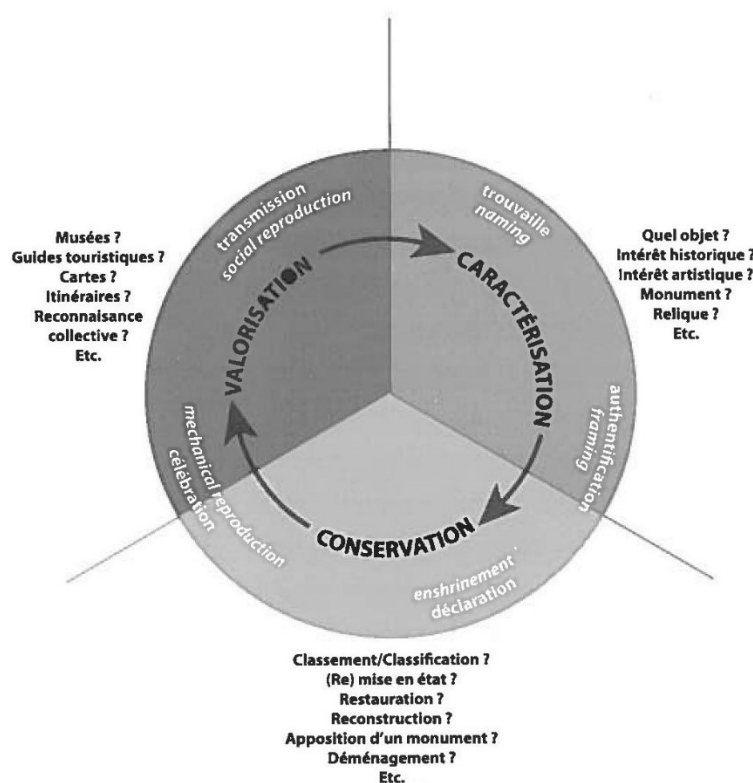 transmission
social reproduction
trouvaille
naming
Musées ?
Guides touristiques ?
Cartes ?
Itinéraires ?
Reconnaisance
collective ?
Etc.
VALORISATION
CARACTÉRISATION
Quel objet ?
Intérêt historique ?
Intérêt artistique ?
Monument ?
Relique ?
Etc.
mechanical reproduction
célébration
authentification
framing
CONSERVATION
enshrinement
déclaration
Classement/Classification ?
(Re) mise en état ?
Restauration ?
Reconstruction ?
Apposition d'un monument ?
Déménagement ?
Etc.